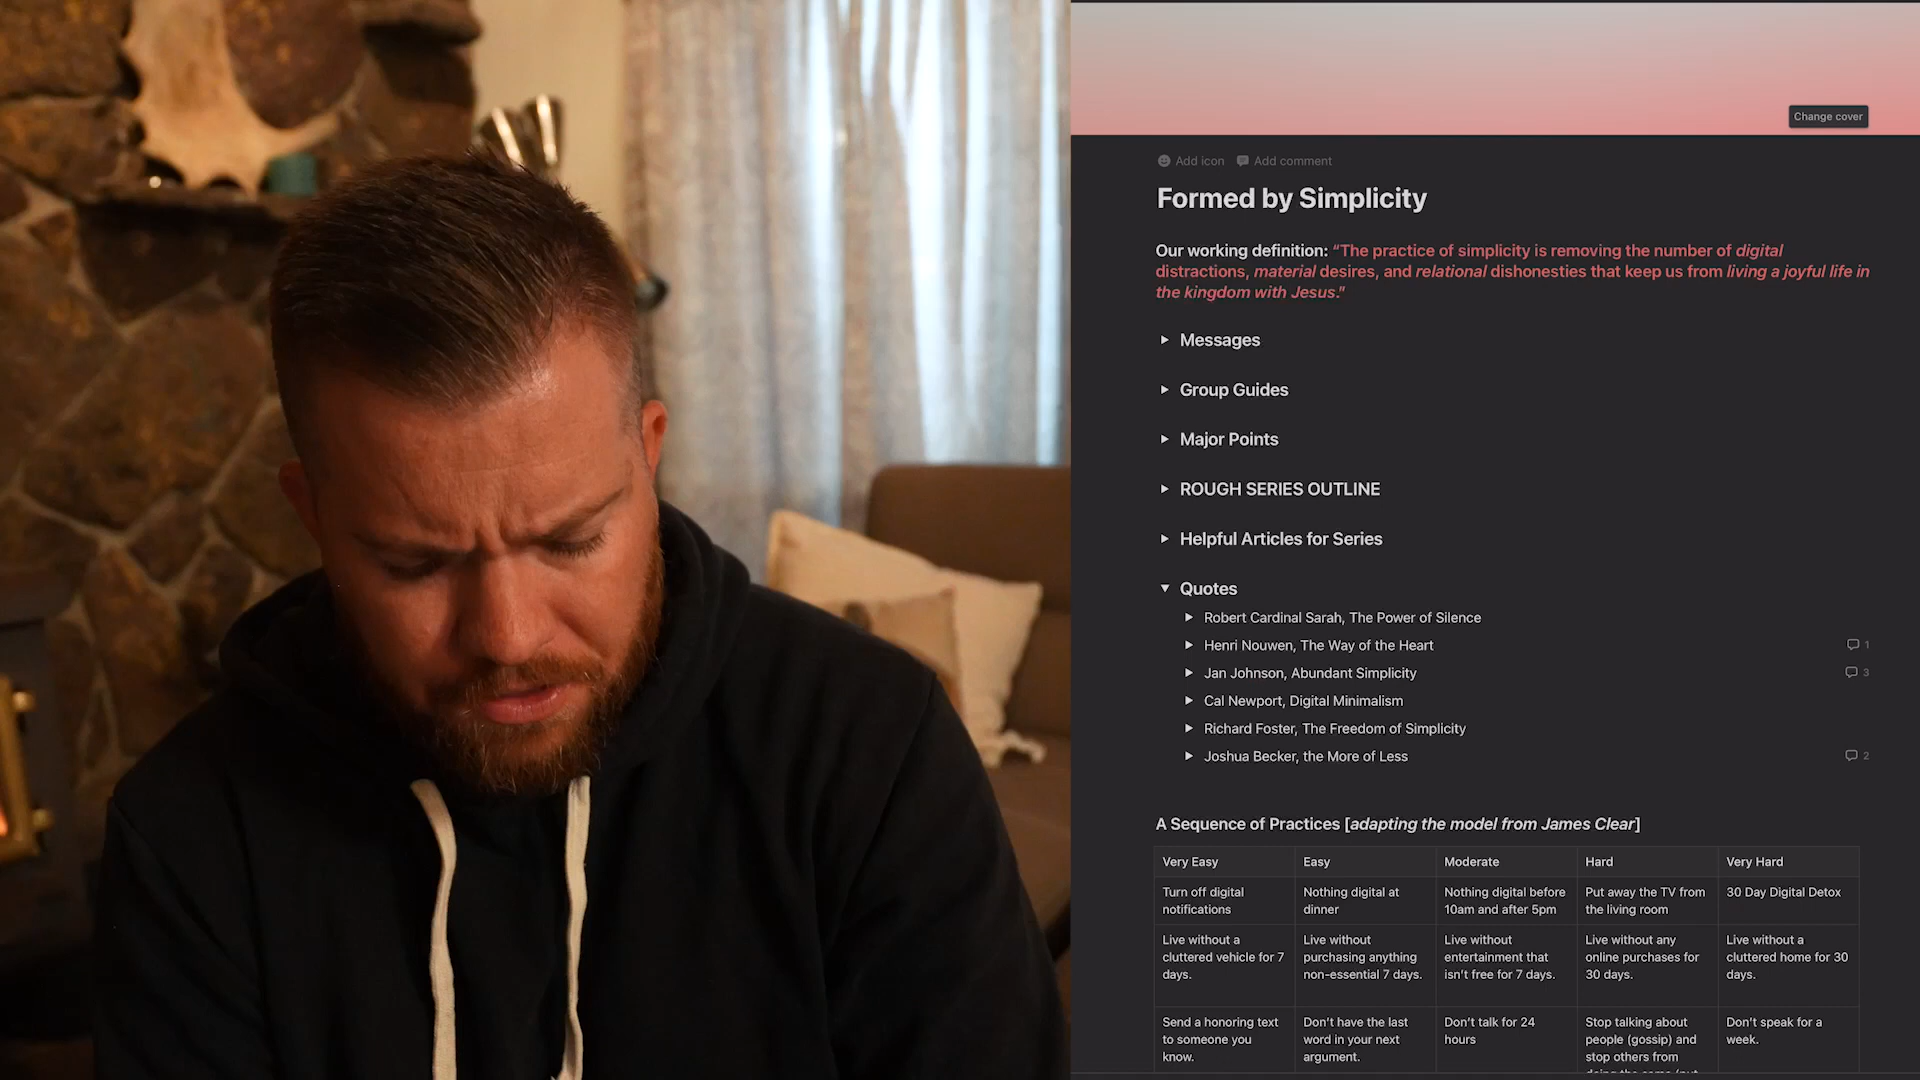 Change cover
Add icon Add comment
Formed by Simplicity
Our working definition: “The practice of simplicity is removing the number of digital
distractions, material desires, and relational dishonesties that keep us from living a joyful life in
the kingdom with Jesus.”
Messages
Group Guides
Major Points
ROUGH SERIES OUTLINE
Helpful Articles for Series
Quotes
Robert Cardinal Sarah, The Power of Silence
Henri Nouwen, The Way of the Heart 1
Jan Johnson, Abundant Simplicity 3
Cal Newport, Digital Minimalism
Richard Foster, The Freedom of Simplicity
Joshua Becker, the More of Less 2
A Sequence of Practices [adapting the model from James Clear]
Very Easy Easy Moderate Hard Very Hard
Turn off digital Nothing digital at Nothing digital before Put away the TV from 30 Day Digital Detox
notifications dinner 10am and after 5pm the living room
Live without a Live without Live without Live without any Live without a
cluttered vehicle for 7 purchasing anything entertainment that online purchases for cluttered home for 30
days. non-essential 7 days. isn’t free for 7 days. 30 days. days.
Send a honoring text Don’t have the last Don’t talk for 24 Stop talking about Don’t speak for a
to someone you word in your next hours people (gossip) and week.
know. argument. stop others from